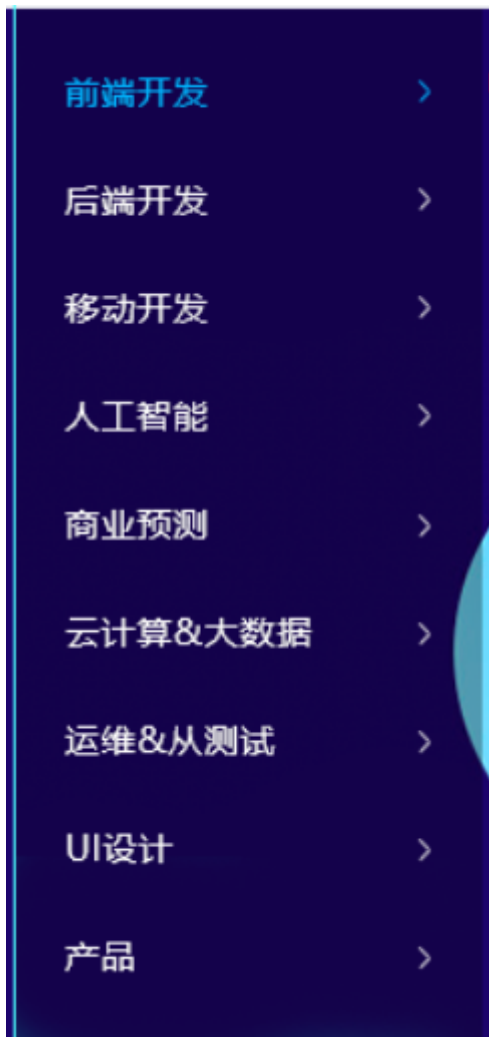 前端开发
后端开发
移动开发
人工智能
商业预测
云计算&大数据
运维&从测试
UI设计
产品